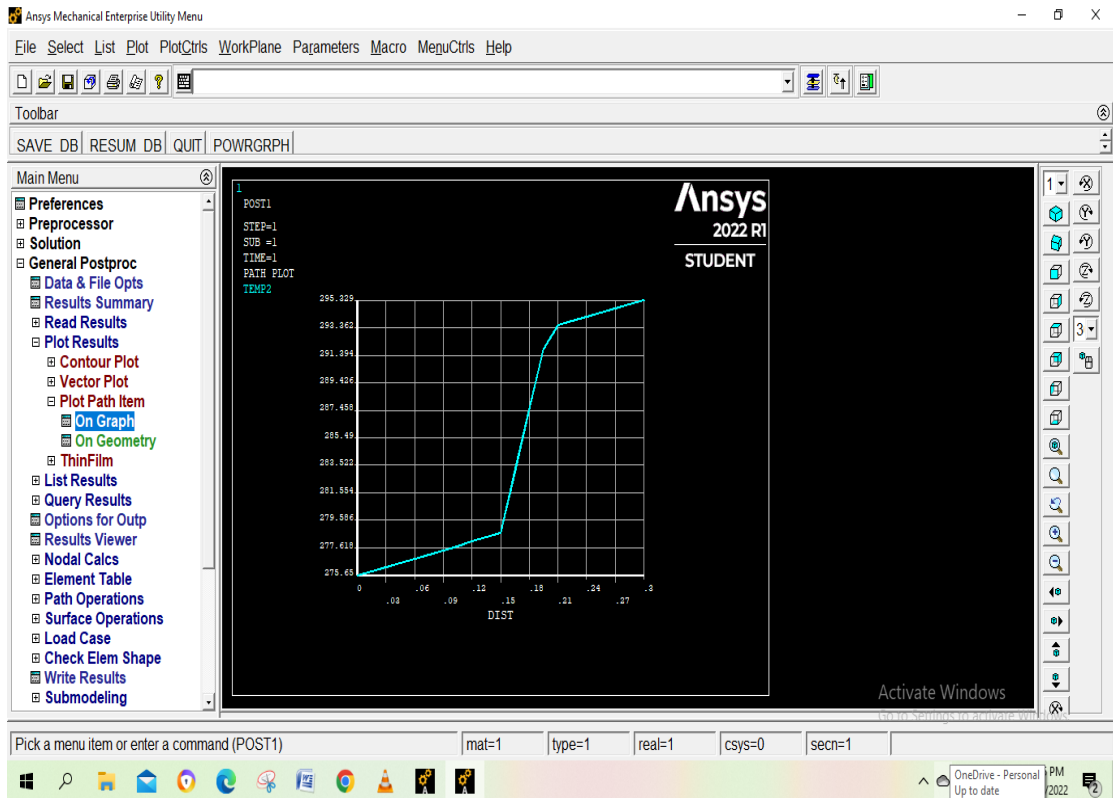 Ansys Mechanical Enterprise Utility Menu
File Select List Plot PlotCtrls WorkPlane Parameters Macro MenuCtrls Help
Toolbar
SAVE_DB RESUM_DB QUIT POWRGRPH
Main Menu
Preferences
Preprocessor
Solution
General Postproc
Data & File Opts
Results Summary
Read Results
Plot Results
Contour Plot
Vector Plot
Plot Path Item
On Graph
On Geometry
ThinFilm
List Results
Query Results
Options for Outp
Results Viewer
Nodal Calcs
Element Table
Path Operations
Surface Operations
Load Case
Check Elem Shape
Write Results
Submodeling
1
POST1
STEP=1
SUB =1
TIME=1
PATH PLOT
TEMP2
Ansys
2022 R1
STUDENT
295.329
293.362
291.394
289.426
287.458
285.49
283.522
281.554
279.586
277.618
275.65
0 .06 .12 .18 .24 .3
.03 .09 .15 .21 .27
DIST
1
3
Activate Windows
Go to Settings to activate Windows.
Pick a menu item or enter a command (POST1) mat=1 type=1 real=1 csys=0 secn=1
OneDrive - Personal
Up to date
PM
/2022
2